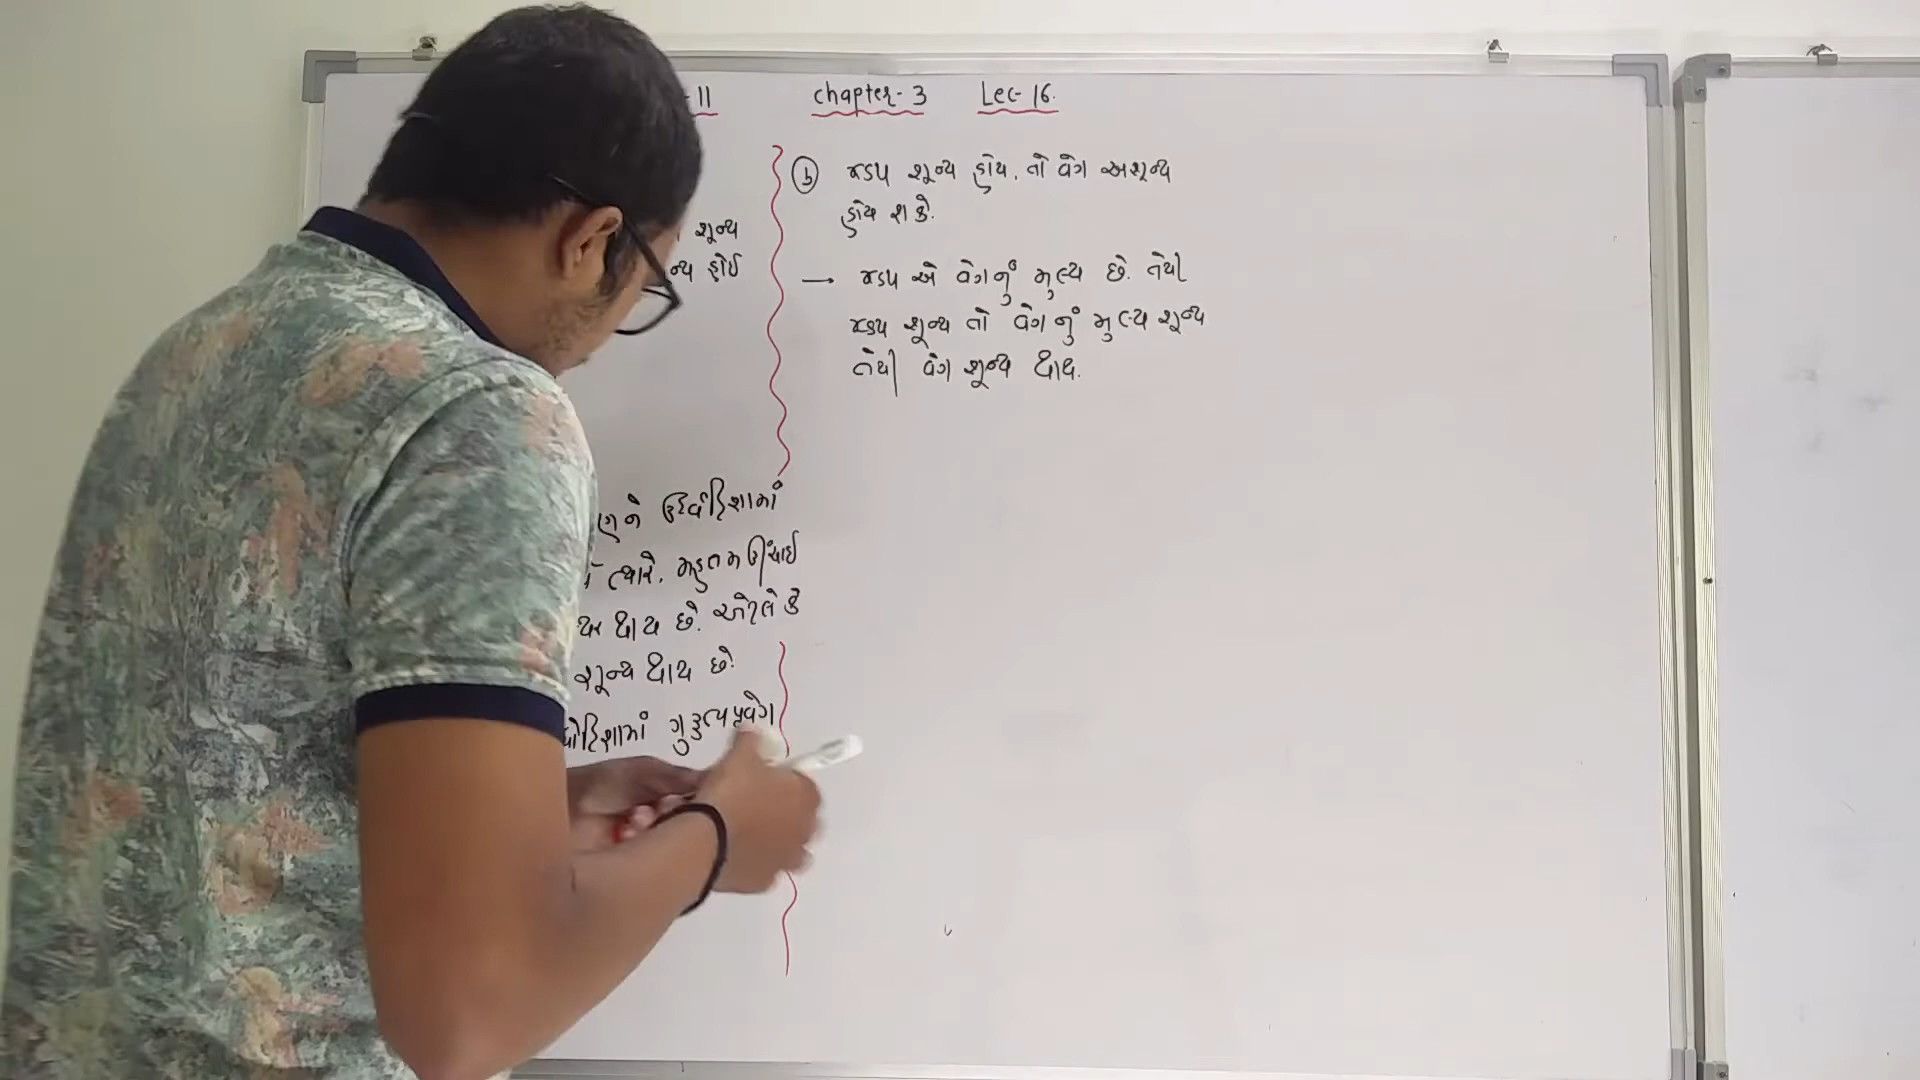 - 11 Chapter - 3 Lec - 16.
શૂન્ય
ન્ય હોઈ
ને ઉર્ધ્વદિશામાં
ત્યારે, મહત્તમ ઊંચાઈ
થાય છે. એટલે કે
શૂન્ય થાય છે.
ગુરુત્વપ્રવેગ
(b) ઝડપ શૂન્ય હોય, તો વેગ અશૂન્ય
હોય શકે.
→ ઝડપ એ વેગનું મુલ્ય છે. તેથી
ઝડપ શૂન્ય તો વેગનું મુલ્ય શૂન્ય
તેથી વેગ શૂન્ય થાય.